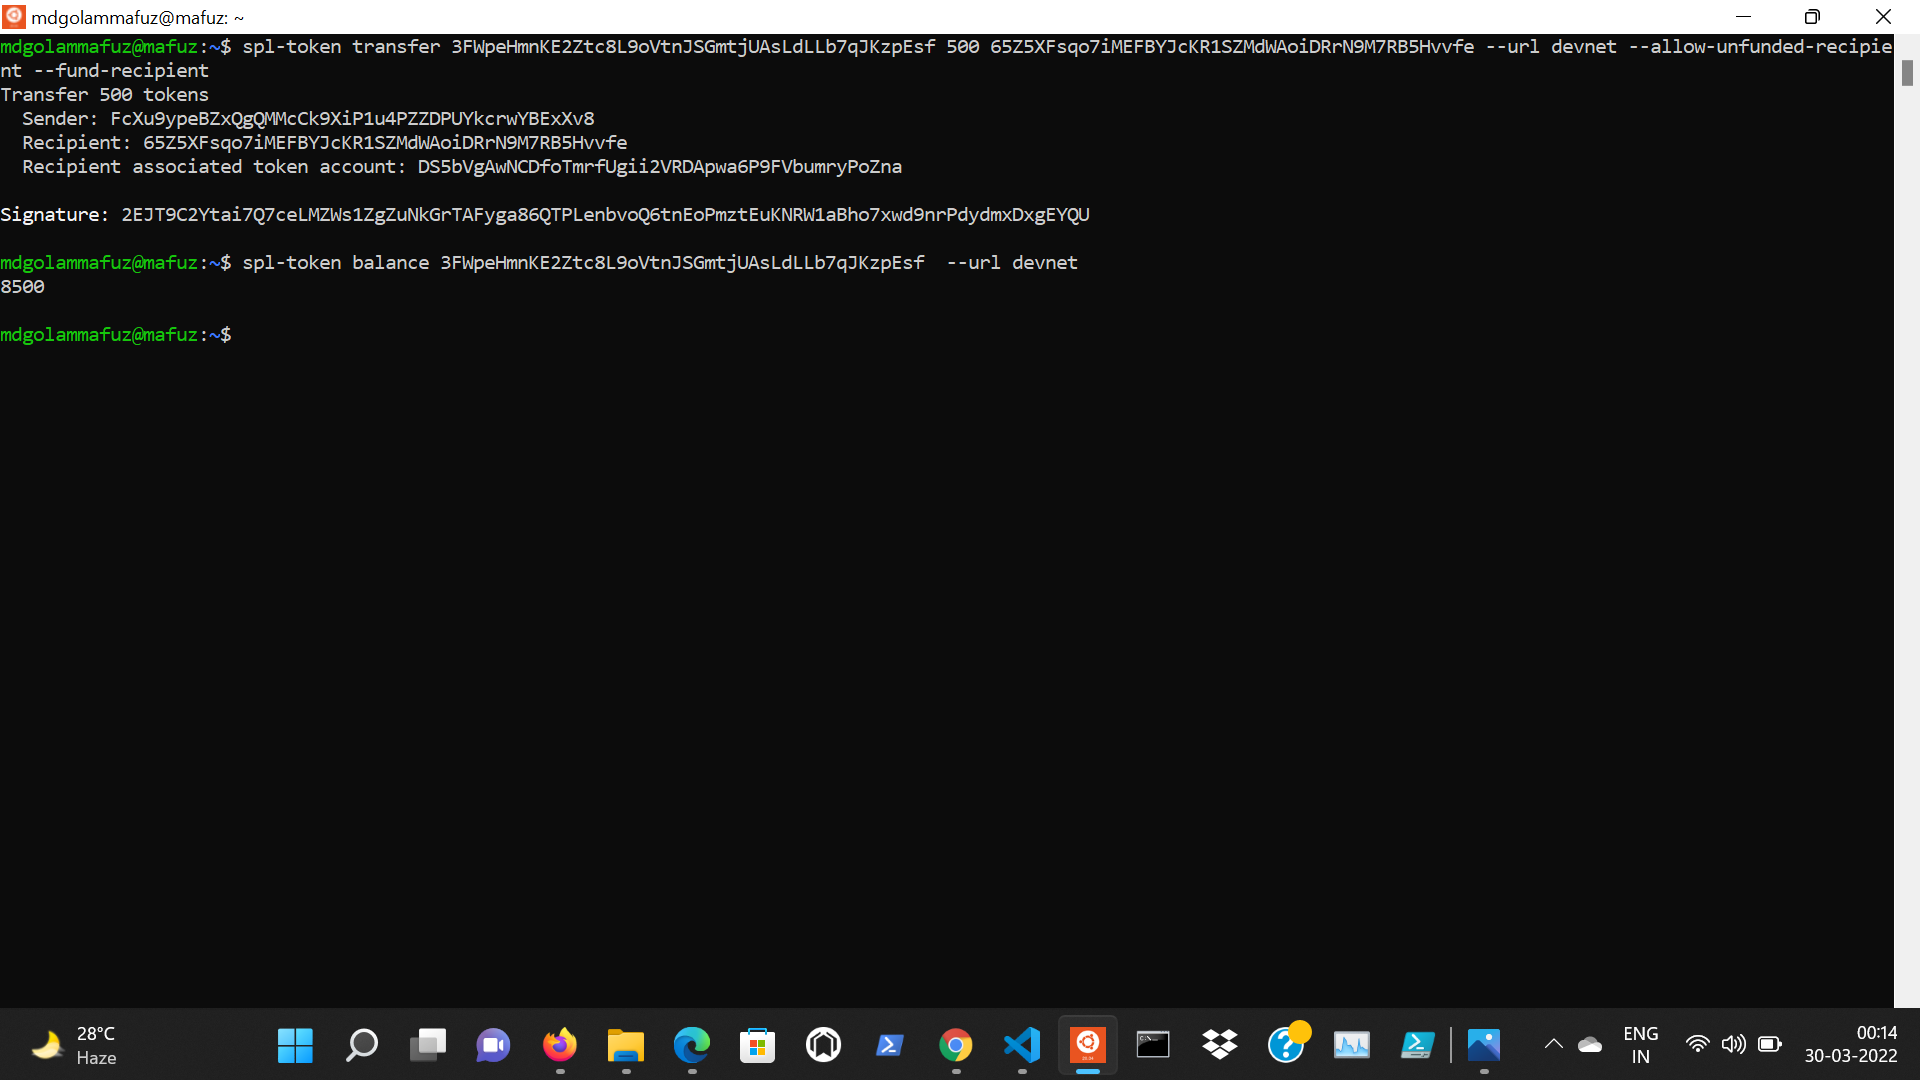 mdgolammafuz@mafuz: ~
mdgolammafuz@mafuz:~$ spl-token transfer 3FWpeHmnKE2Ztc8L9oVtnJSGmtjUAsLdLLb7qJKzpEsf 500 65Z5XFsqo7iMEFBYJcKR1SZMdWAoiDRrN9M7RB5Hvvfe --url devnet --allow-unfunded-recipie
nt --fund-recipient
Transfer 500 tokens
  Sender: FcXu9ypeBZxQgQMMcCk9XiP1u4PZZDPUYkcrwYBExXv8
  Recipient: 65Z5XFsqo7iMEFBYJcKR1SZMdWAoiDRrN9M7RB5Hvvfe
  Recipient associated token account: DS5bVgAwNCDfoTmrfUgii2VRDApwa6P9FVbumryPoZna
Signature: 2EJT9C2Ytai7Q7ceLMZWs1ZgZuNkGrTAFyga86QTPLenbvoQ6tnEoPmztEuKNRW1aBho7xwd9nrPdydmxDxgEYQU
mdgolammafuz@mafuz:~$ spl-token balance 3FWpeHmnKE2Ztc8L9oVtnJSGmtjUAsLdLLb7qJKzpEsf  --url devnet
8500
mdgolammafuz@mafuz:~$
28°C
Haze
ENG
IN
00:14
30-03-2022